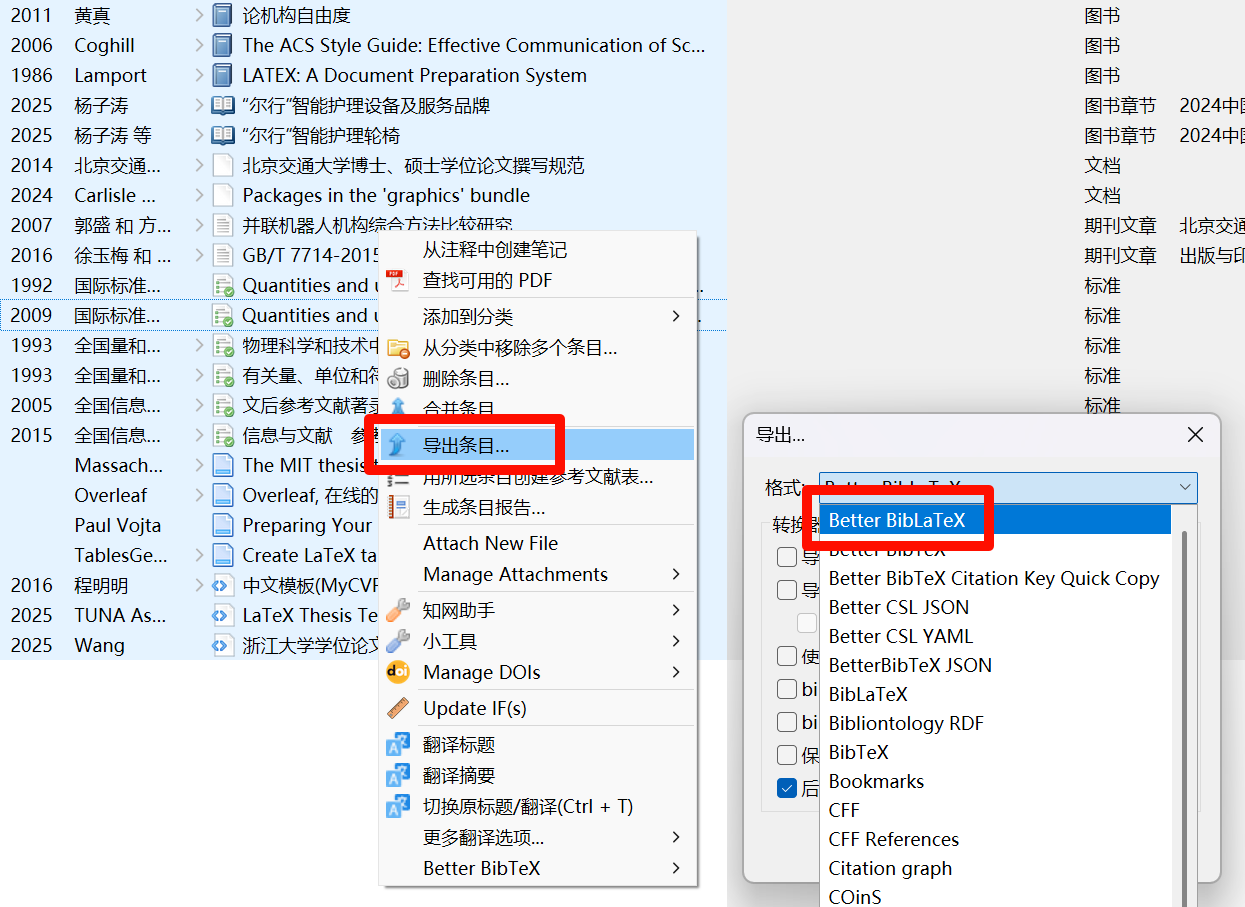 2011 黄真 论机构自由度 图书
2006 Coghill The ACS Style Guide: Effective Communication of Sc... 图书
1986 Lamport LATEX: A Document Preparation System 图书
2025 杨子涛 “尔行”智能护理设备及服务品牌 图书章节 2024中国
2025 杨子涛 等 “尔行”智能护理轮椅 图书章节 2024中国
2014 北京交通... 北京交通大学博士、硕士学位论文撰写规范 文档
2024 Carlisle ... Packages in the 'graphics' bundle 文档
2007 郭盛 和 方... 并联机器人机构综合方法比较研究 期刊文章 北京交通
2016 徐玉梅 和 ... GB/T 7714-2015 期刊文章 出版与印
1992 国际标准... Quantities and u ... 标准
2009 国际标准... Quantities and u ... 标准
1993 全国量和... 物理科学和技术中 标准
1993 全国量和... 有关量、单位和符 标准
2005 全国信息... 文后参考文献著录 标准
2015 全国信息... 信息与文献 参考
Massach... The MIT thesis
Overleaf Overleaf, 在线的
Paul Vojta Preparing Your
TablesGe... Create LaTeX ta
2016 程明明 中文模板(MyCVP
2025 TUNA As... LaTeX Thesis Te
2025 Wang 浙江大学学位论文
从注释中创建笔记
查找可用的 PDF
添加到分类
从分类中移除多个条目...
删除条目...
合并条目
导出条目...
用所选条目创建参考文献表...
生成条目报告...
Attach New File
Manage Attachments
知网助手
小工具
Manage DOIs
Update IF(s)
翻译标题
翻译摘要
切换原标题/翻译(Ctrl + T)
更多翻译选项...
Better BibTeX
导出...
格式: Better BibLaTeX
转换器
导
导
使
bi
bi
保
后
Better BibLaTeX
Better BibTeX
Better BibTeX Citation Key Quick Copy
Better CSL JSON
Better CSL YAML
BetterBibTeX JSON
BibLaTeX
Bibliontology RDF
BibTeX
Bookmarks
CFF
CFF References
Citation graph
COinS